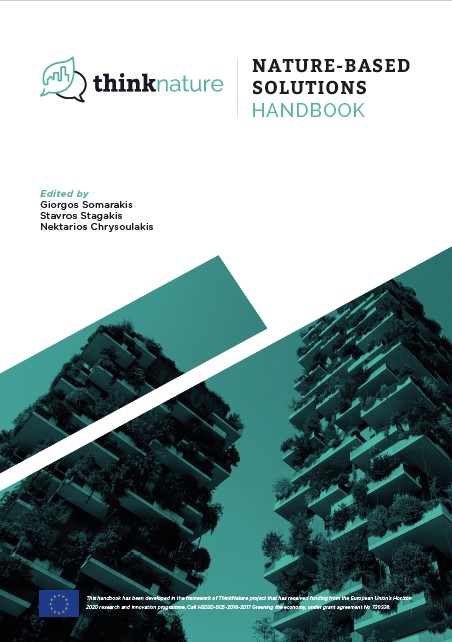 thinknature
NATURE-BASED
SOLUTIONS
HANDBOOK
Edited by
Giorgos Somarakis
Stavros Stagakis
Nektarios Chrysoulakis
This handbook has been developed in the framework of ThinkNature project that has received funding from the European Union's Horizon
2020 research and innovation programme, Call H2020-SCS-2016-2017 Greening the economy, under grant agreement No 730338.